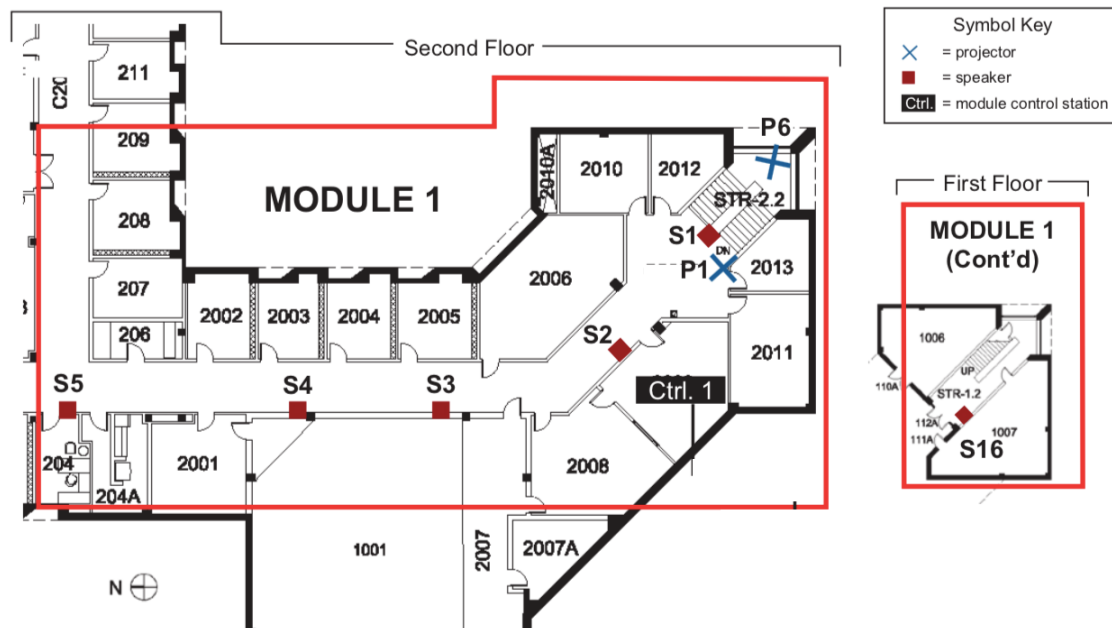 Second Floor
Symbol Key
= projector
= speaker
Ctrl. = module control station
211
C20
209
208
207
206
MODULE 1
2010A
2010
2012
P6
STR-2.2
S1
DN
P1
2013
2006
2002
2003
2004
2005
S2
2011
Ctrl. 1
S5
S4
S3
204
204A
2001
2008
1001
2007
2007A
N
First Floor
MODULE 1
(Cont'd)
1006
UP
110A
STR-1.2
112A
111A
1007
S16